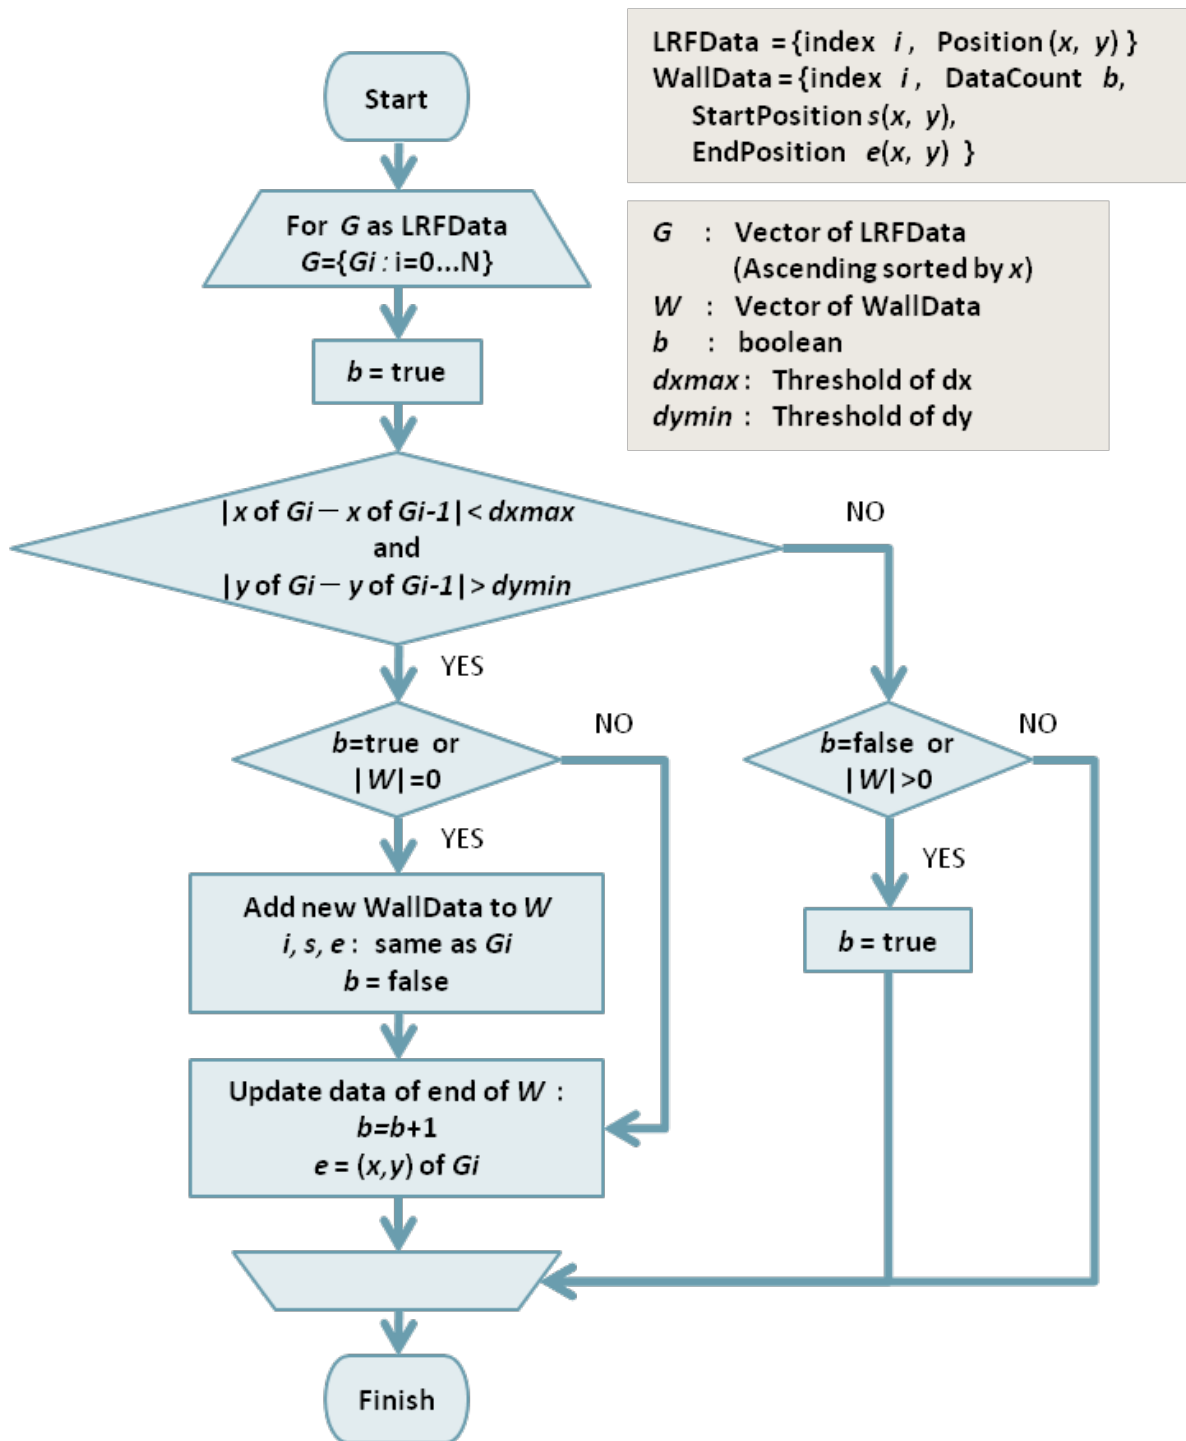 LRFData = {index i , Position (x, y) }
WallData = {index i , DataCount b,
StartPosition s(x, y),
EndPosition e(x, y) }
G : Vector of LRFData
(Ascending sorted by x)
W : Vector of WallData
b : boolean
dxmax : Threshold of dx
dymin : Threshold of dy
Start
For G as LRFData
G={Gi : i=0...N}
b = true
|x of Gi — x of Gi-1| < dxmax
and
|y of Gi — y of Gi-1| > dymin
NO
YES
b=true or
|W|=0
NO
YES
b=false or
|W|>0
NO
YES
b = true
Add new WallData to W
i, s, e : same as Gi
b = false
Update data of end of W :
b=b+1
e = (x,y) of Gi
Finish